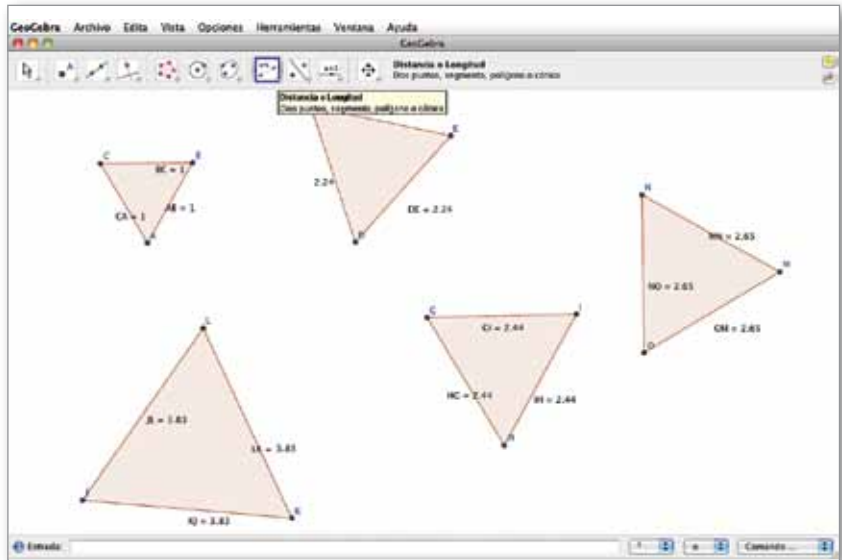 GeoGebra Archivo Edita Vista Opciones Herramientas Ventana Ayuda
GeoGebra
Distancia o Longitud
Dos puntos, segmento, polígono o cónica
Distancia o Longitud
Dos puntos, segmento, polígono o cónica
E
C B
BC = 1
2.24
CA = 1 AB = 1
DE = 2.24
A
D
N
MN = 2.65
M
NO = 2.65
OM = 2.65
O
L
G I
GI = 2.44
HG = 2.44 IH = 2.44
H
JL = 3.83
LK = 3.83
J
K
KJ = 3.83
Entrada:
Comando ...